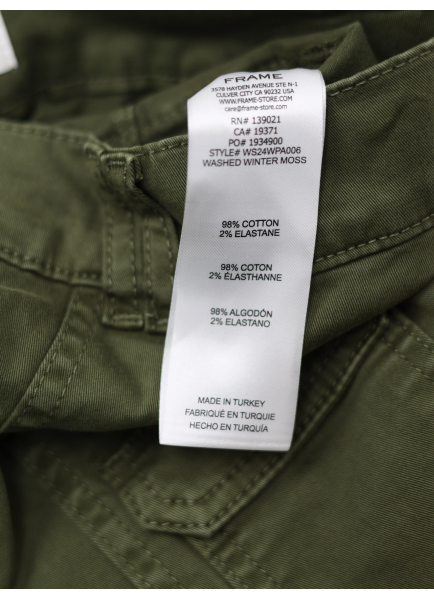 FRAME
3578 HAYDEN AVENUE STE N-1
CULVER CITY CA 90232 USA
WWW.FRAME-STORE.COM
care@frame-store.com
RN# 139021
CA# 19371
PO# 1934900
STYLE# WS24WPA006
WASHED WINTER MOSS
98% COTTON
2% ELASTANE
98% COTON
2% ÉLASTHANNE
98% ALGODÓN
2% ELASTANO
MADE IN TURKEY
FABRIQUÉ EN TURQUIE
HECHO EN TURQUÍA